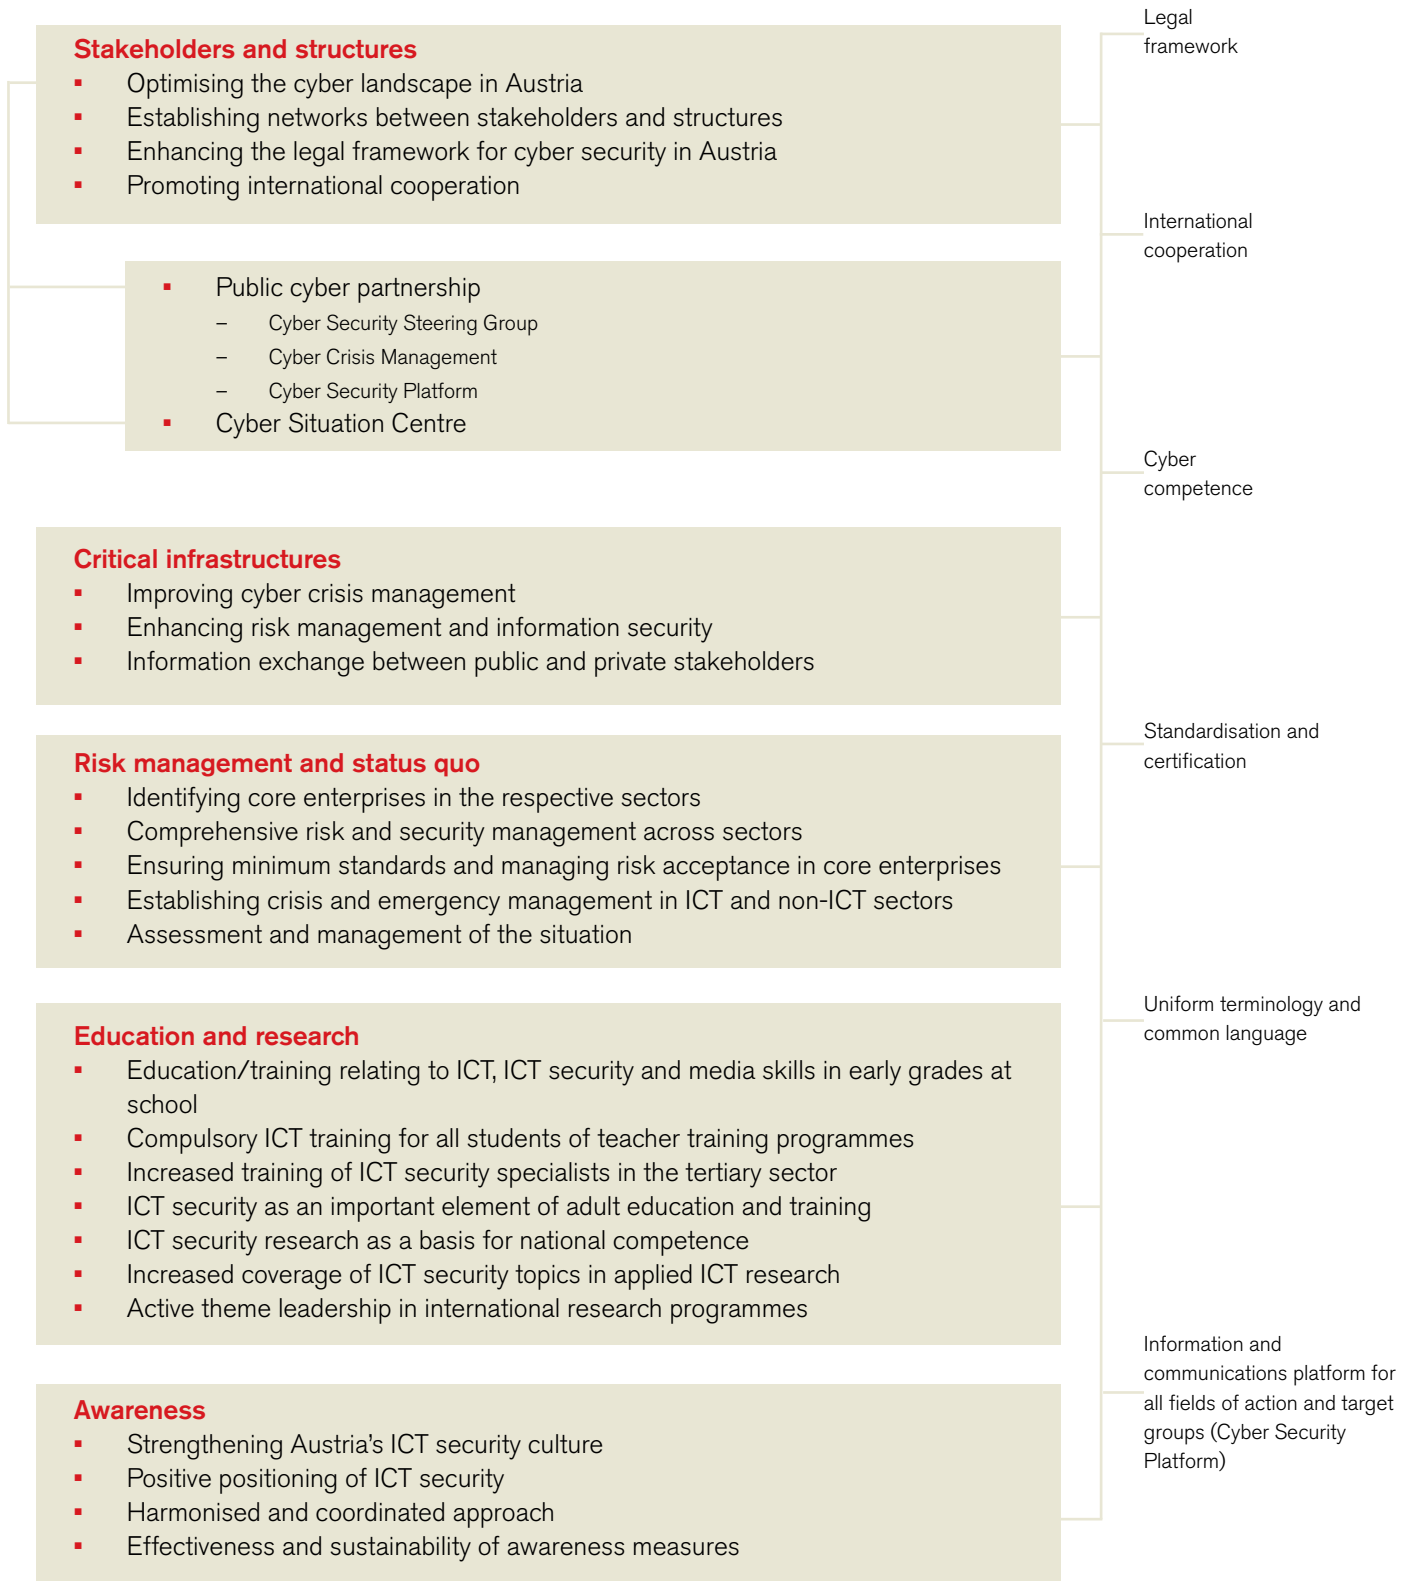 Stakeholders and structures
▪ Optimising the cyber landscape in Austria
▪ Establishing networks between stakeholders and structures
▪ Enhancing the legal framework for cyber security in Austria
▪ Promoting international cooperation
▪ Public cyber partnership
– Cyber Security Steering Group
– Cyber Crisis Management
– Cyber Security Platform
▪ Cyber Situation Centre
Critical infrastructures
▪ Improving cyber crisis management
▪ Enhancing risk management and information security
▪ Information exchange between public and private stakeholders
Risk management and status quo
▪ Identifying core enterprises in the respective sectors
▪ Comprehensive risk and security management across sectors
▪ Ensuring minimum standards and managing risk acceptance in core enterprises
▪ Establishing crisis and emergency management in ICT and non-ICT sectors
▪ Assessment and management of the situation
Education and research
▪ Education/training relating to ICT, ICT security and media skills in early grades at
school
▪ Compulsory ICT training for all students of teacher training programmes
▪ Increased training of ICT security specialists in the tertiary sector
▪ ICT security as an important element of adult education and training
▪ ICT security research as a basis for national competence
▪ Increased coverage of ICT security topics in applied ICT research
▪ Active theme leadership in international research programmes
Awareness
▪ Strengthening Austria's ICT security culture
▪ Positive positioning of ICT security
▪ Harmonised and coordinated approach
▪ Effectiveness and sustainability of awareness measures
Legal
framework
International
cooperation
Cyber
competence
Standardisation and
certification
Uniform terminology and
common language
Information and
communications platform for
all fields of action and target
groups (Cyber Security
Platform)